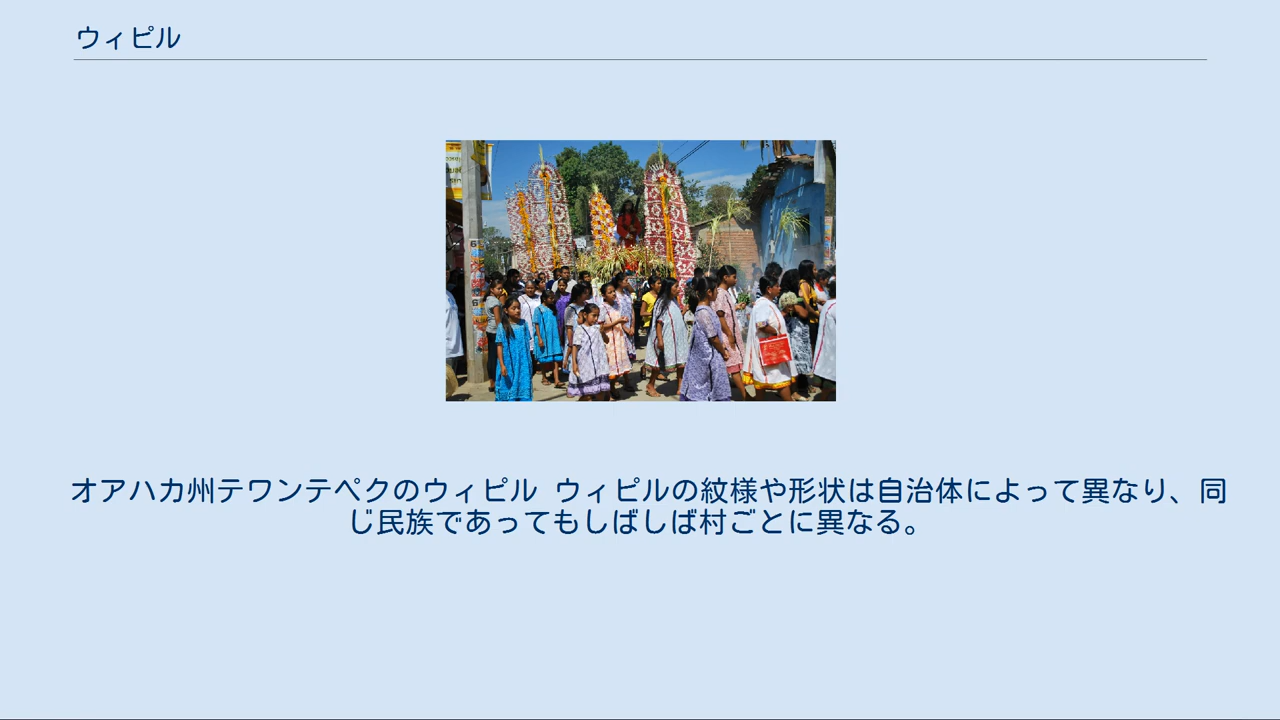 ウィピル
オアハカ州テワンテペクのウィピル ウィピルの紋様や形状は自治体によって異なり、同
じ民族であってもしばしば村ごとに異なる。